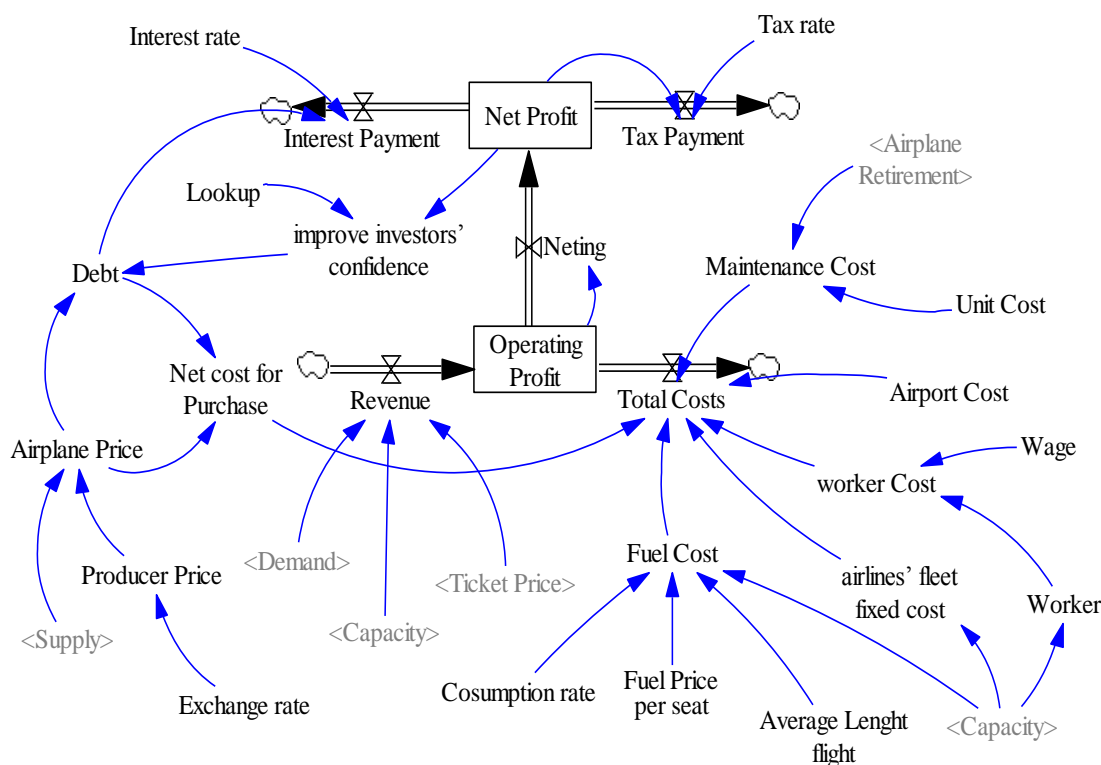 Interest rate
Tax rate
Net Profit
Interest Payment
Tax Payment
<Airplane
Retirement>
Lookup
improve investors'
confidence
Neting
Debt
Maintenance Cost
Unit Cost
Operating
Profit
Net cost for
Purchase
Revenue
Total Costs
Airport Cost
Airplane Price
Wage
worker Cost
<Demand>
Fuel Cost
Producer Price
<Ticket Price>
airlines' fleet
fixed cost
Worker
<Supply>
<Capacity>
Cosumption rate
Fuel Price
per seat
Exchange rate
Average Lenght
flight
<Capacity>